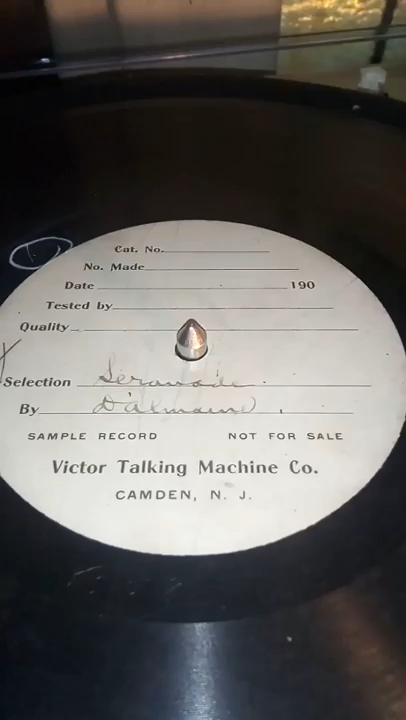 Cat. No.
No. Made
Date 190
Tested by
Quality
Selection Serenade
By D'almaine
SAMPLE RECORD NOT FOR SALE
Victor Talking Machine Co.
CAMDEN, N. J.